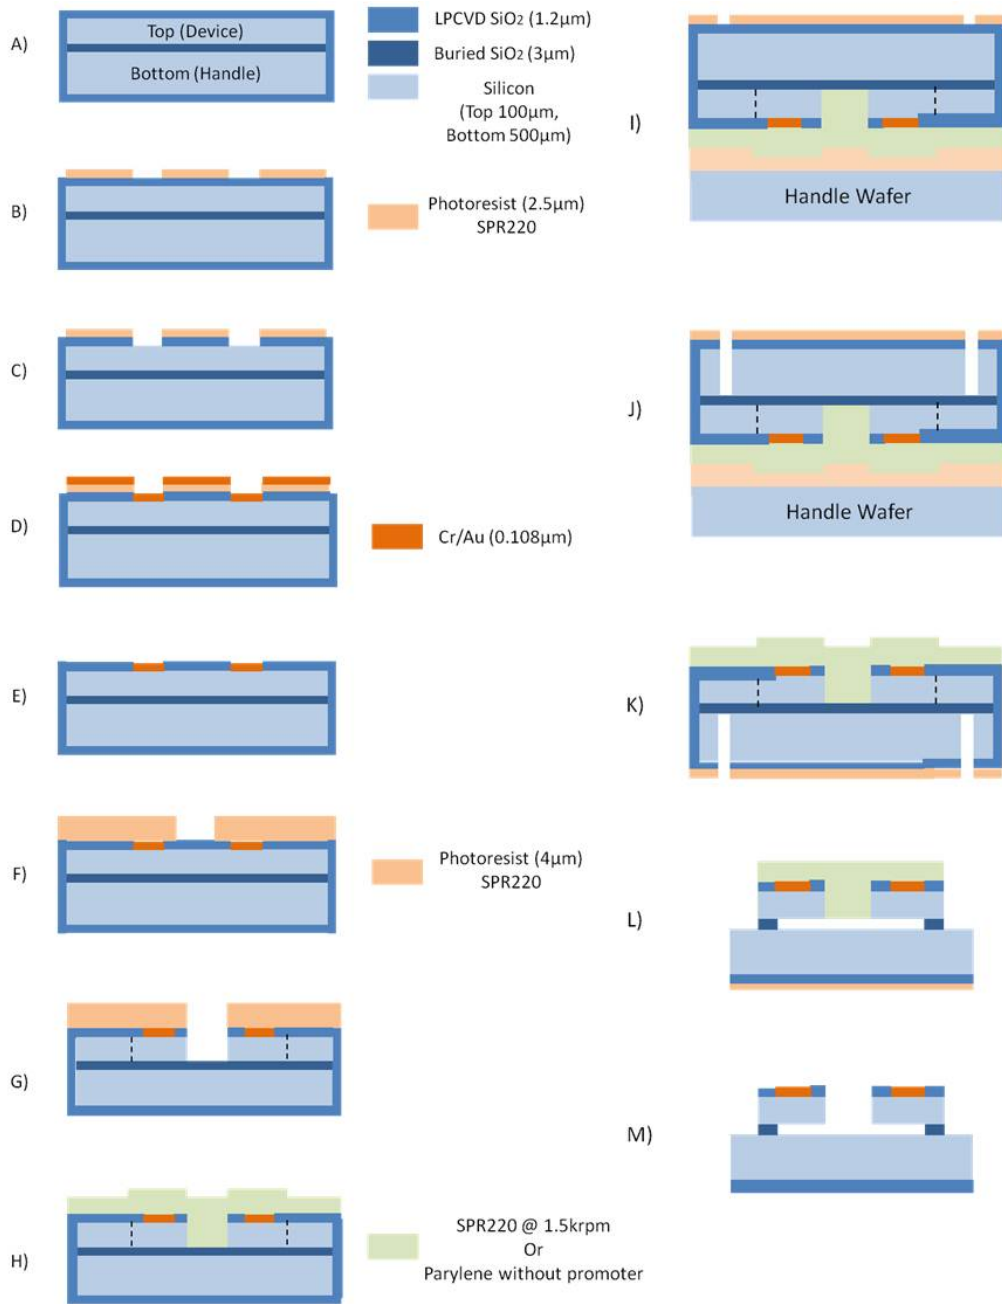 A)
Top (Device)
Bottom (Handle)
LPCVD SiO₂ (1.2µm)
Buried SiO₂ (3µm)
Silicon
(Top 100µm,
Bottom 500µm)
B)
Photoresist (2.5µm)
SPR220
C)
D)
Cr/Au (0.108µm)
E)
F)
Photoresist (4µm)
SPR220
G)
H)
SPR220 @ 1.5krpm
Or
Parylene without promoter
I)
Handle Wafer
J)
Handle Wafer
K)
L)
M)